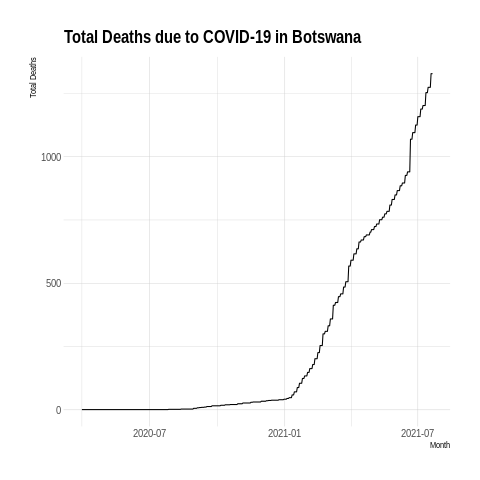 Total Deaths due to COVID-19 in Botswana
Total Deaths
1000
500
0
2020-07
2021-01
2021-07
Month